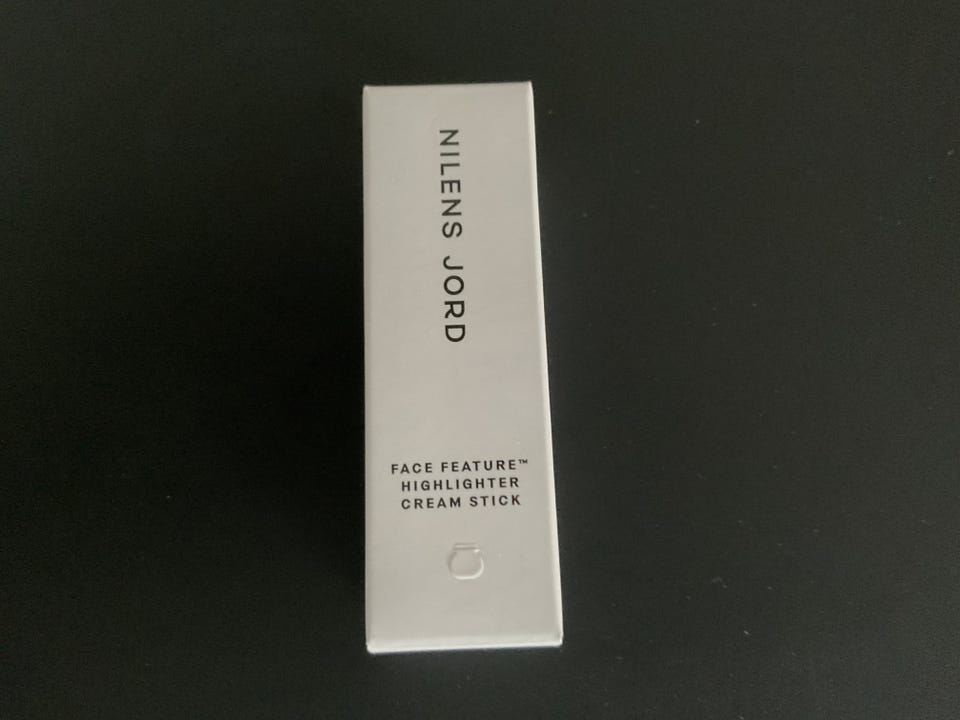 NILENS JORD
FACE FEATURE™
HIGHLIGHTER
CREAM STICK